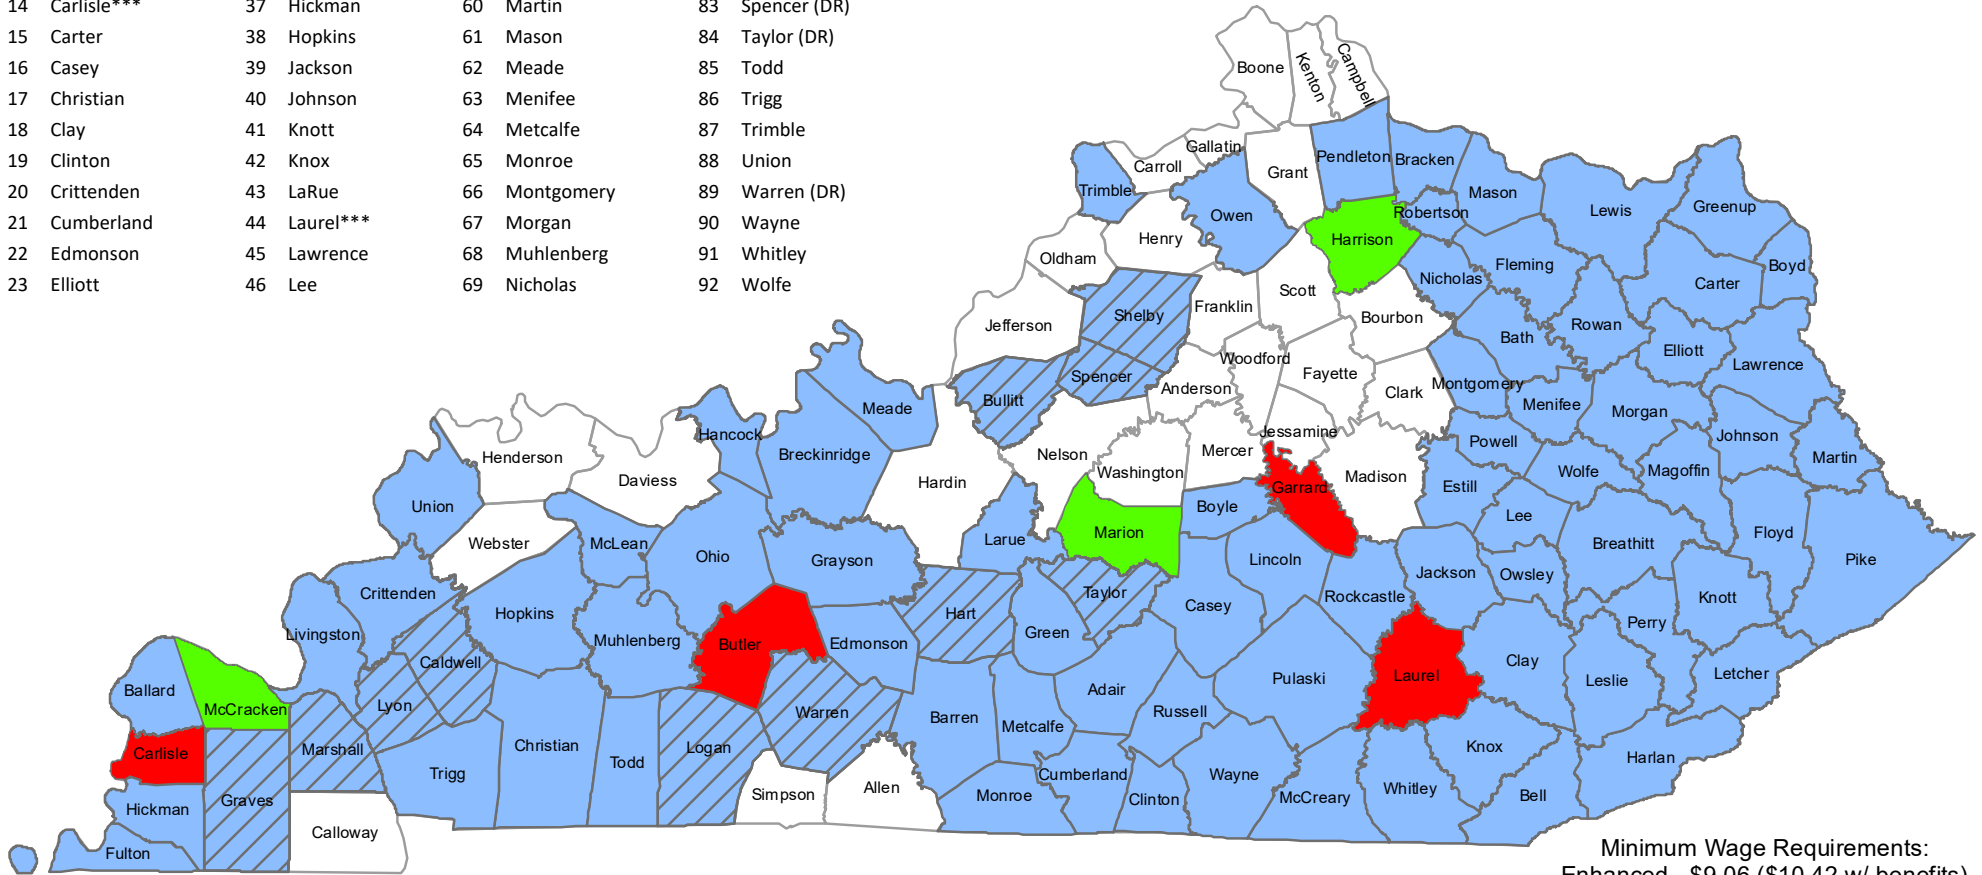 14 Carlisle*** 37 Hickman 60 Martin 83 Spencer (DR)
15 Carter 38 Hopkins 61 Mason 84 Taylor (DR)
16 Casey 39 Jackson 62 Meade 85 Todd
17 Christian 40 Johnson 63 Menifee 86 Trigg
18 Clay 41 Knott 64 Metcalfe 87 Trimble
19 Clinton 42 Knox 65 Monroe 88 Union
20 Crittenden 43 LaRue 66 Montgomery 89 Warren (DR)
21 Cumberland 44 Laurel*** 67 Morgan 90 Wayne
22 Edmonson 45 Lawrence 68 Muhlenberg 91 Whitley
23 Elliott 46 Lee 69 Nicholas 92 Wolfe
Boone
Kenton
Campbell
Gallatin
Carroll
Grant
Pendleton
Bracken
Trimble
Mason
Owen
Robertson
Lewis
Greenup
Henry
Harrison
Oldham
Nicholas
Fleming
Boyd
Carter
Scott
Franklin
Shelby
Jefferson
Bourbon
Rowan
Bath
Elliott
Lawrence
Woodford
Fayette
Spencer
Anderson
Clark
Montgomery
Bullitt
Menifee
Morgan
Meade
Hancock
Jessamine
Johnson
Powell
Mercer
Nelson
Breckinridge
Henderson
Washington
Martin
Wolfe
Magoffin
Madison
Daviess
Hardin
Garrard
Estill
Union
Boyle
Lee
Marion
Floyd
Larue
Webster
McLean
Breathitt
Ohio
Grayson
Lincoln
Pike
Jackson
Owsley
Crittenden
Taylor
Rockcastle
Knott
Casey
Hopkins
Hart
Perry
Green
Livingston
Muhlenberg
Butler
Edmonson
Caldwell
Clay
Letcher
Laurel
Pulaski
Leslie
Ballard
Adair
Lyon
McCracken
Russell
Warren
Barren
Metcalfe
Christian
Logan
Knox
Marshall
Carlisle
Harlan
Todd
Trigg
Cumberland
Wayne
Allen
Whitley
Simpson
Monroe
Bell
McCreary
Clinton
Graves
Hickman
Calloway
Fulton
Minimum Wage Requirements:
Enhanced - $9.06 ($10.42 w/ benefits)